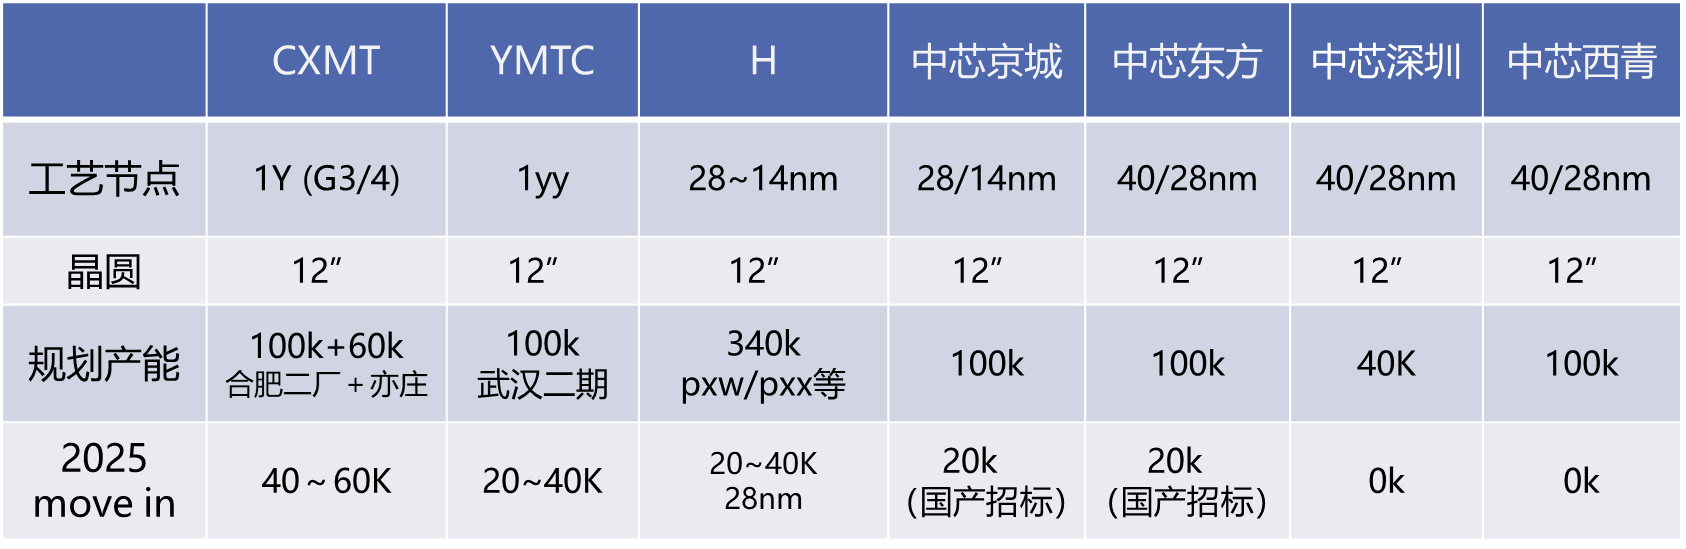 CXMT YMTC H 中芯京城 中芯东方 中芯深圳 中芯西青
工艺节点 1Y (G3/4) 1yy 28~14nm 28/14nm 40/28nm 40/28nm 40/28nm
晶圆 12” 12” 12” 12” 12” 12” 12”
规划产能 100k+60k
合肥二厂+亦庄 100k
武汉二期 340k
pxw/pxx等 100k 100k 40K 100k
2025
move in 40~60K 20~40K 20~40K
28nm 20k
（国产招标） 20k
（国产招标） 0k 0k